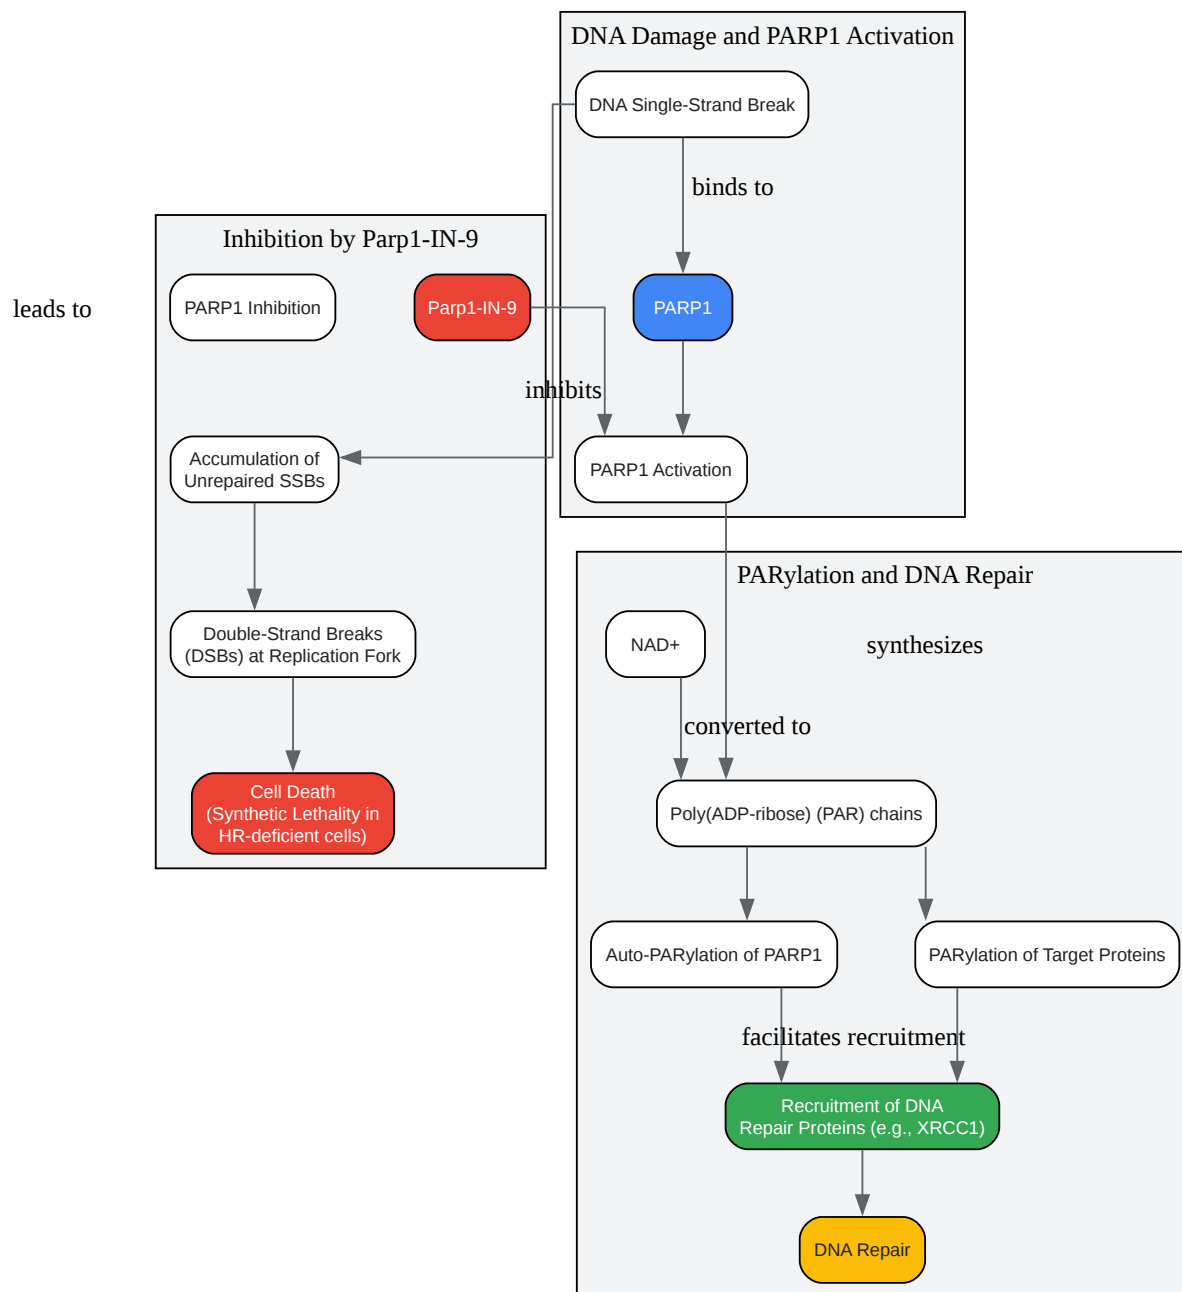 DNA Damage and PARP1 Activation
DNA Single-Strand Break
binds to
Inhibition by Parp1-IN-9
leads to
PARP1 Inhibition
Parp1-IN-9
PARP1
inhibits
Accumulation of
Unrepaired SSBs
PARP1 Activation
PARylation and DNA Repair
Double-Strand Breaks
(DSBs) at Replication Fork
NAD+
synthesizes
converted to
Cell Death
(Synthetic Lethality in
HR-deficient cells)
Poly(ADP-ribose) (PAR) chains
Auto-PARylation of PARP1
PARylation of Target Proteins
facilitates recruitment
Recruitment of DNA
Repair Proteins (e.g., XRCC1)
DNA Repair